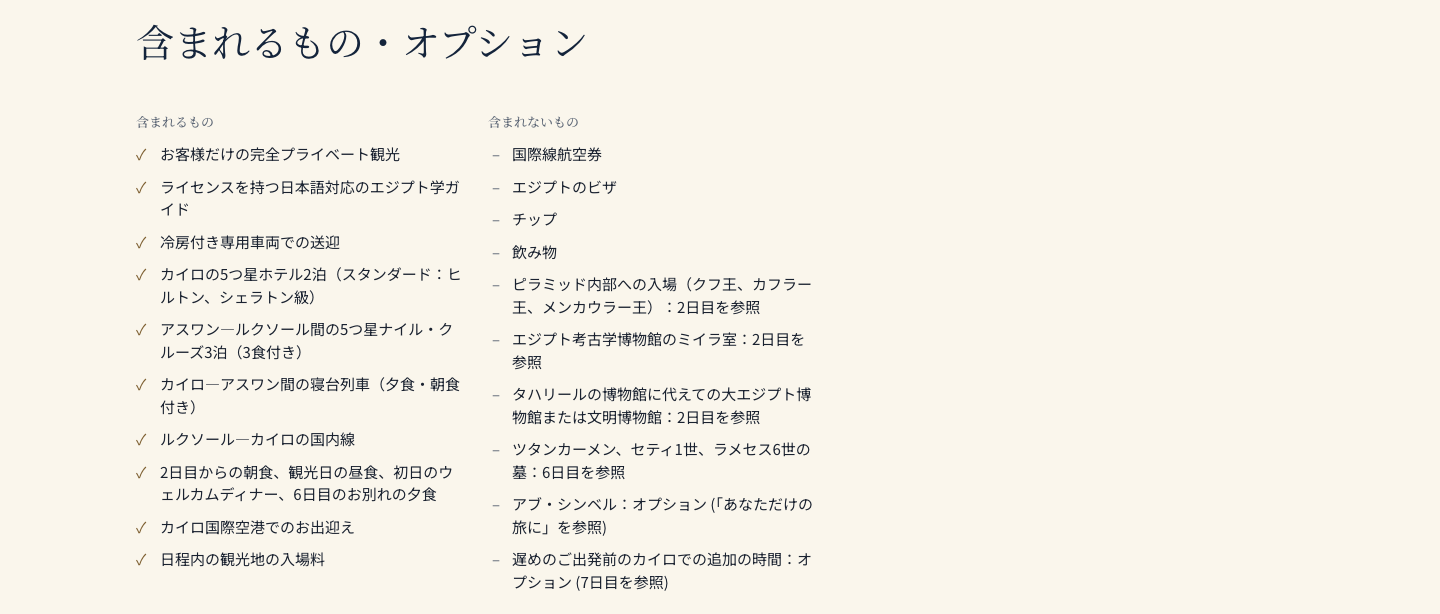 含まれるもの・オプション
含まれるもの
✓ お客様だけの完全プライベート観光
✓ ライセンスを持つ日本語対応のエジプト学ガ
イド
✓ 冷房付き専用車両での送迎
✓ カイロの5つ星ホテル2泊（スタンダード：ヒ
ルトン、シェラトン級）
✓ アスワン—ルクソール間の5つ星ナイル・ク
ルーズ3泊（3食付き）
✓ カイロ—アスワン間の寝台列車（夕食・朝食
付き）
✓ ルクソール—カイロの国内線
✓ 2日目からの朝食、観光日の昼食、初日のウ
ェルカムディナー、6日目のお別れの夕食
✓ カイロ国際空港でのお出迎え
✓ 日程内の観光地の入場料
含まれないもの
– 国際線航空券
– エジプトのビザ
– チップ
– 飲み物
– ピラミッド内部への入場（クフ王、カフラー
王、メンカウラー王）：2日目を参照
– エジプト考古学博物館のミイラ室：2日目を
参照
– タハリールの博物館に代えての大エジプト博
物館または文明博物館：2日目を参照
– ツタンカーメン、セティ1世、ラメセス6世の
墓：6日目を参照
– アブ・シンベル：オプション (「あなただけの
旅に」を参照)
– 遅めのご出発前のカイロでの追加の時間：オ
プション (7日目を参照)